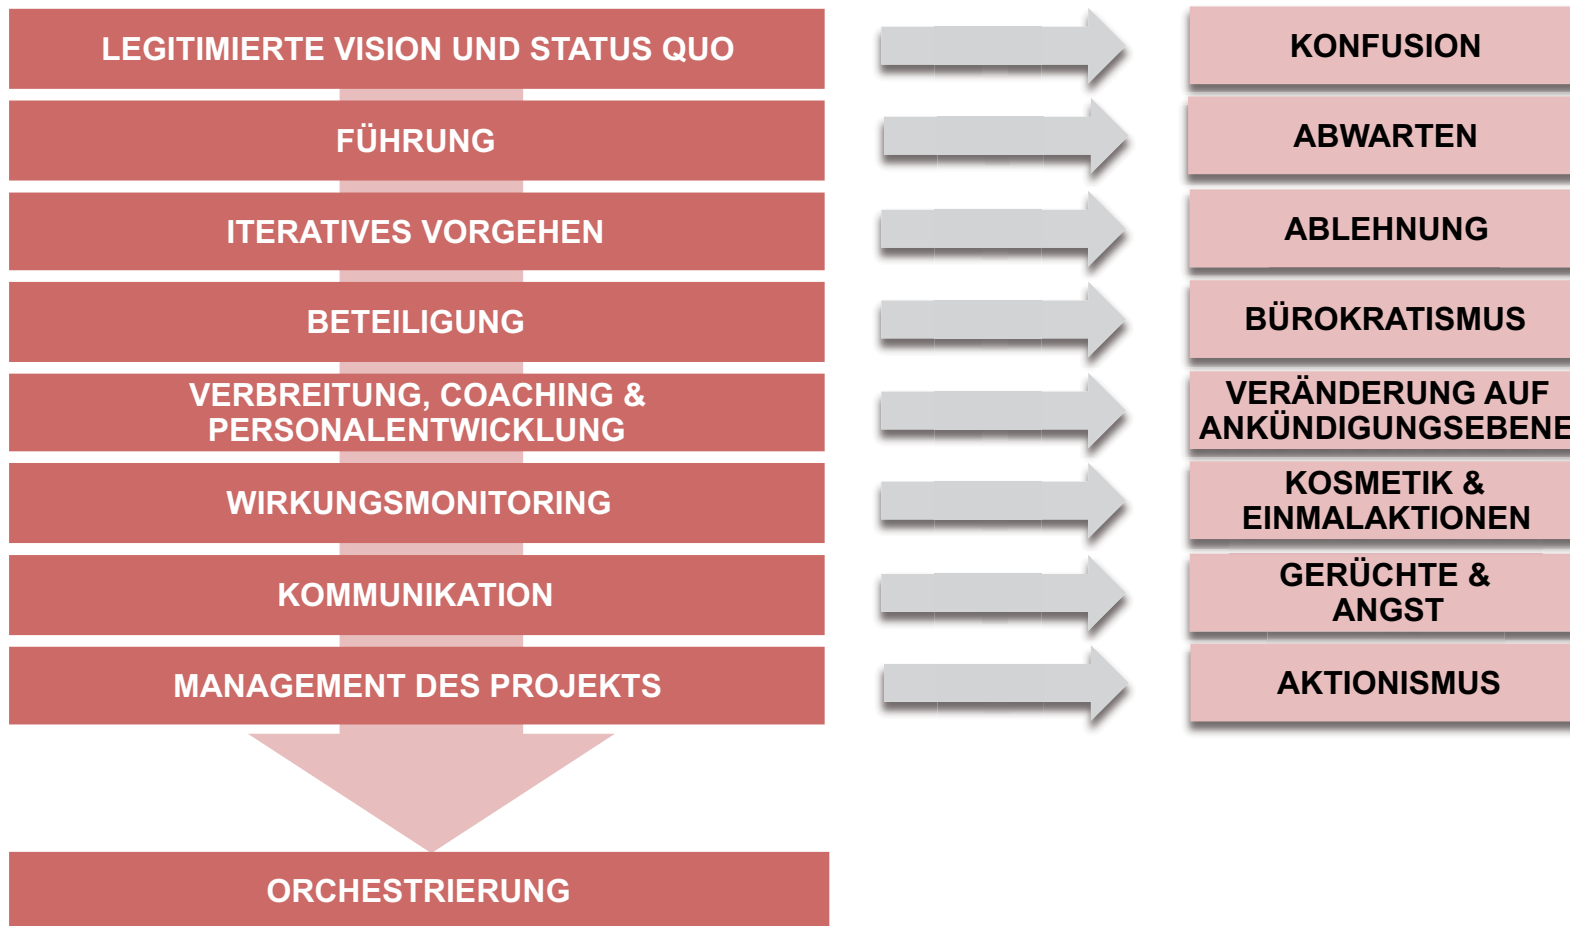 LEGITIMIERTE VISION UND STATUS QUO
KONFUSION
FÜHRUNG
ABWARTEN
ITERATIVES VORGEHEN
ABLEHNUNG
BETEILIGUNG
BÜROKRATISMUS
VERBREITUNG, COACHING &
PERSONALENTWICKLUNG
VERÄNDERUNG AUF
ANKÜNDIGUNGSEBENE
WIRKUNGSMONITORING
KOSMETIK &
EINMALAKTIONEN
KOMMUNIKATION
GERÜCHTE &
ANGST
MANAGEMENT DES PROJEKTS
AKTIONISMUS
ORCHESTRIERUNG